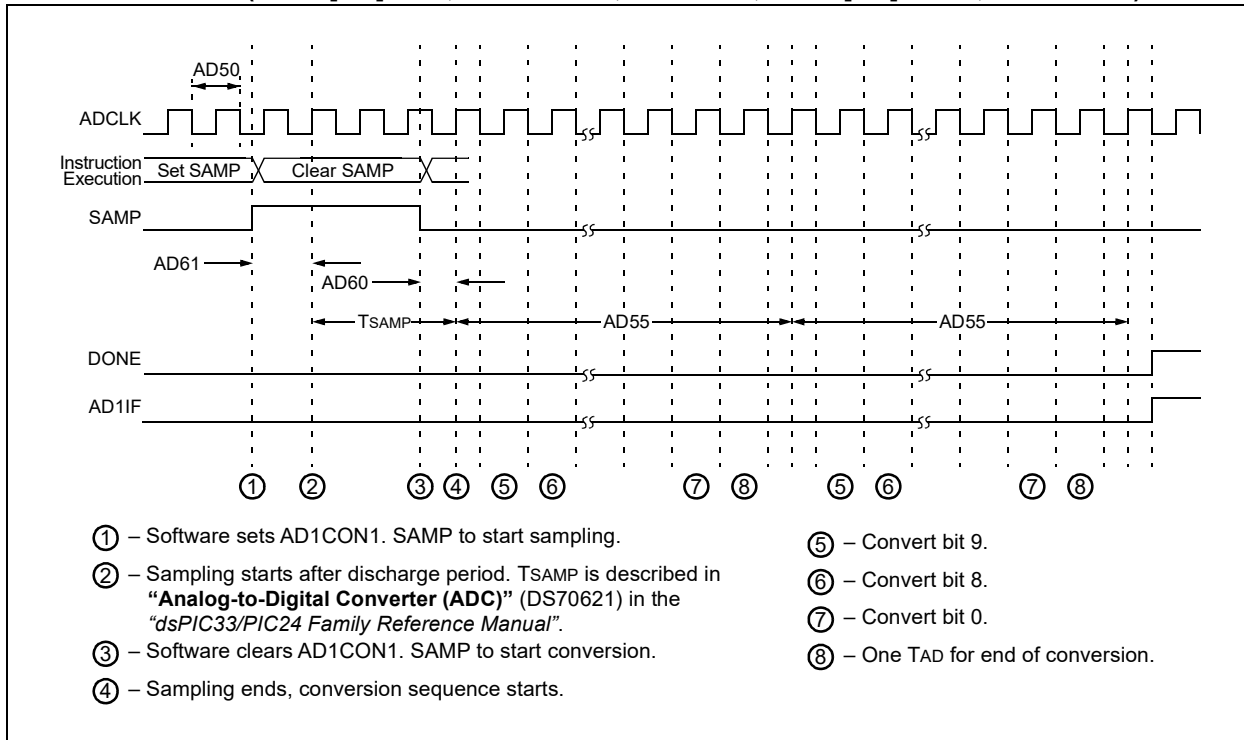 AD50
ADCLK
Instruction
Execution
Set SAMP
Clear SAMP
SAMP
AD61
AD60
TSAMP
AD55
AD55
DONE
AD1IF
1 2 3 4 5 6 7 8 5 6 7 8
1 – Software sets AD1CON1. SAMP to start sampling.
2 – Sampling starts after discharge period. TSAMP is described in
“Analog-to-Digital Converter (ADC)” (DS70621) in the
“dsPIC33/PIC24 Family Reference Manual”.
3 – Software clears AD1CON1. SAMP to start conversion.
4 – Sampling ends, conversion sequence starts.
5 – Convert bit 9.
6 – Convert bit 8.
7 – Convert bit 0.
8 – One TAD for end of conversion.